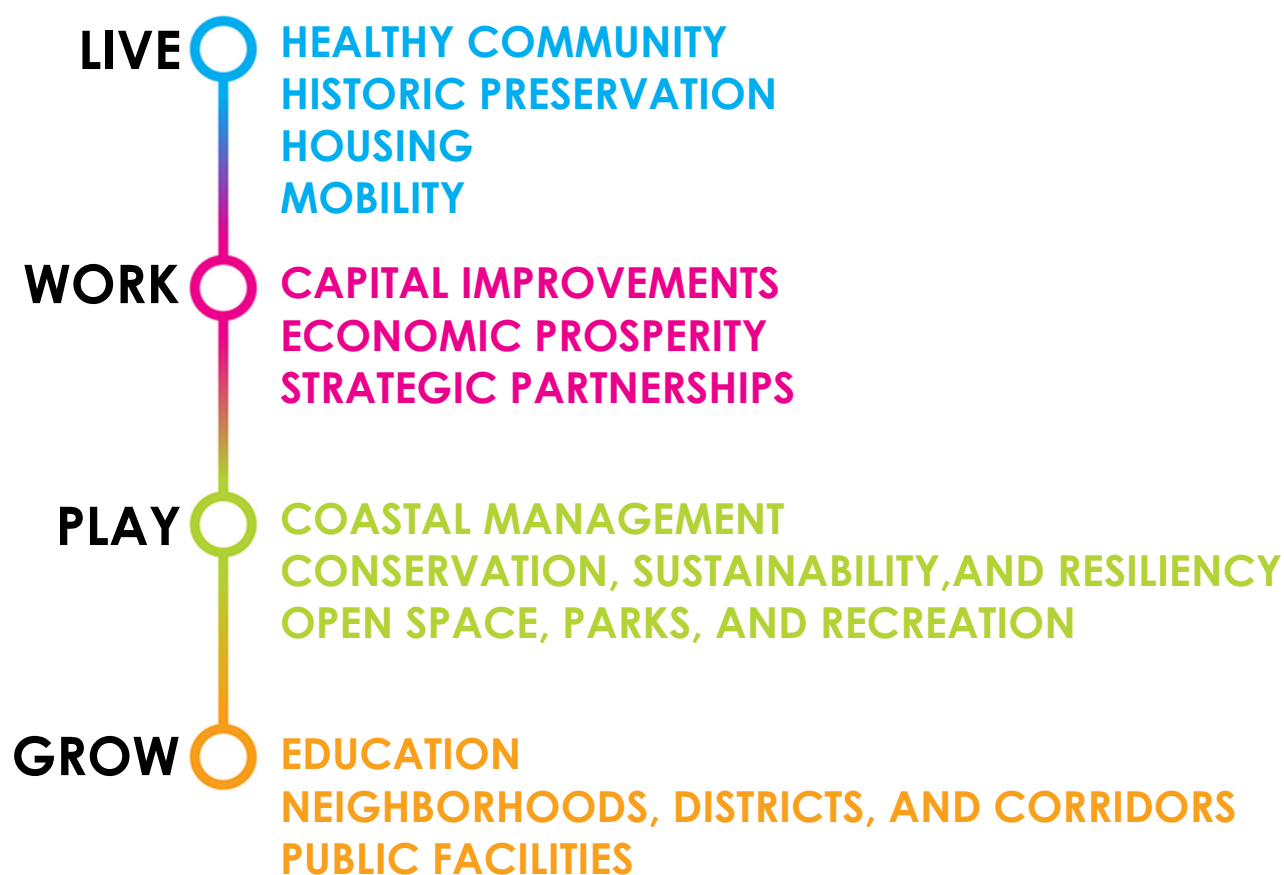 LIVE
HEALTHY COMMUNITY
HISTORIC PRESERVATION
HOUSING
MOBILITY
WORK
CAPITAL IMPROVEMENTS
ECONOMIC PROSPERITY
STRATEGIC PARTNERSHIPS
PLAY
COASTAL MANAGEMENT
CONSERVATION, SUSTAINABILITY,AND RESILIENCY
OPEN SPACE, PARKS, AND RECREATION
GROW
EDUCATION
NEIGHBORHOODS, DISTRICTS, AND CORRIDORS
PUBLIC FACILITIES